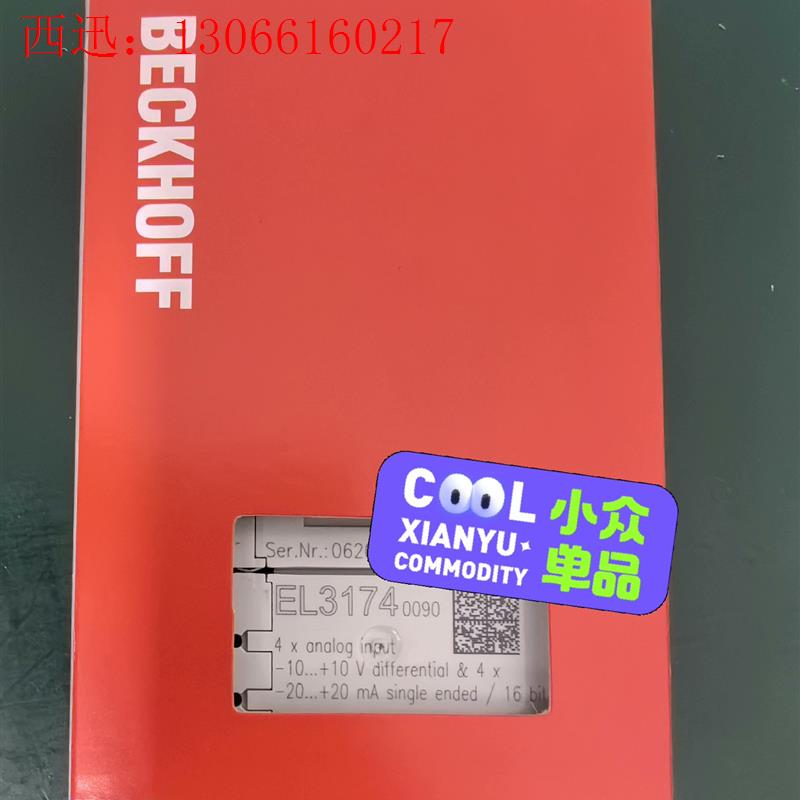 西迅：13066160217
BECKHOFF
COOL
XIANYU
COMMODITY
小众
单品
Ser.Nr.:062
EL3174 0090
4 x analog input
-10...+10 V differential & 4 x
-20...+20 mA single ended / 16 bit